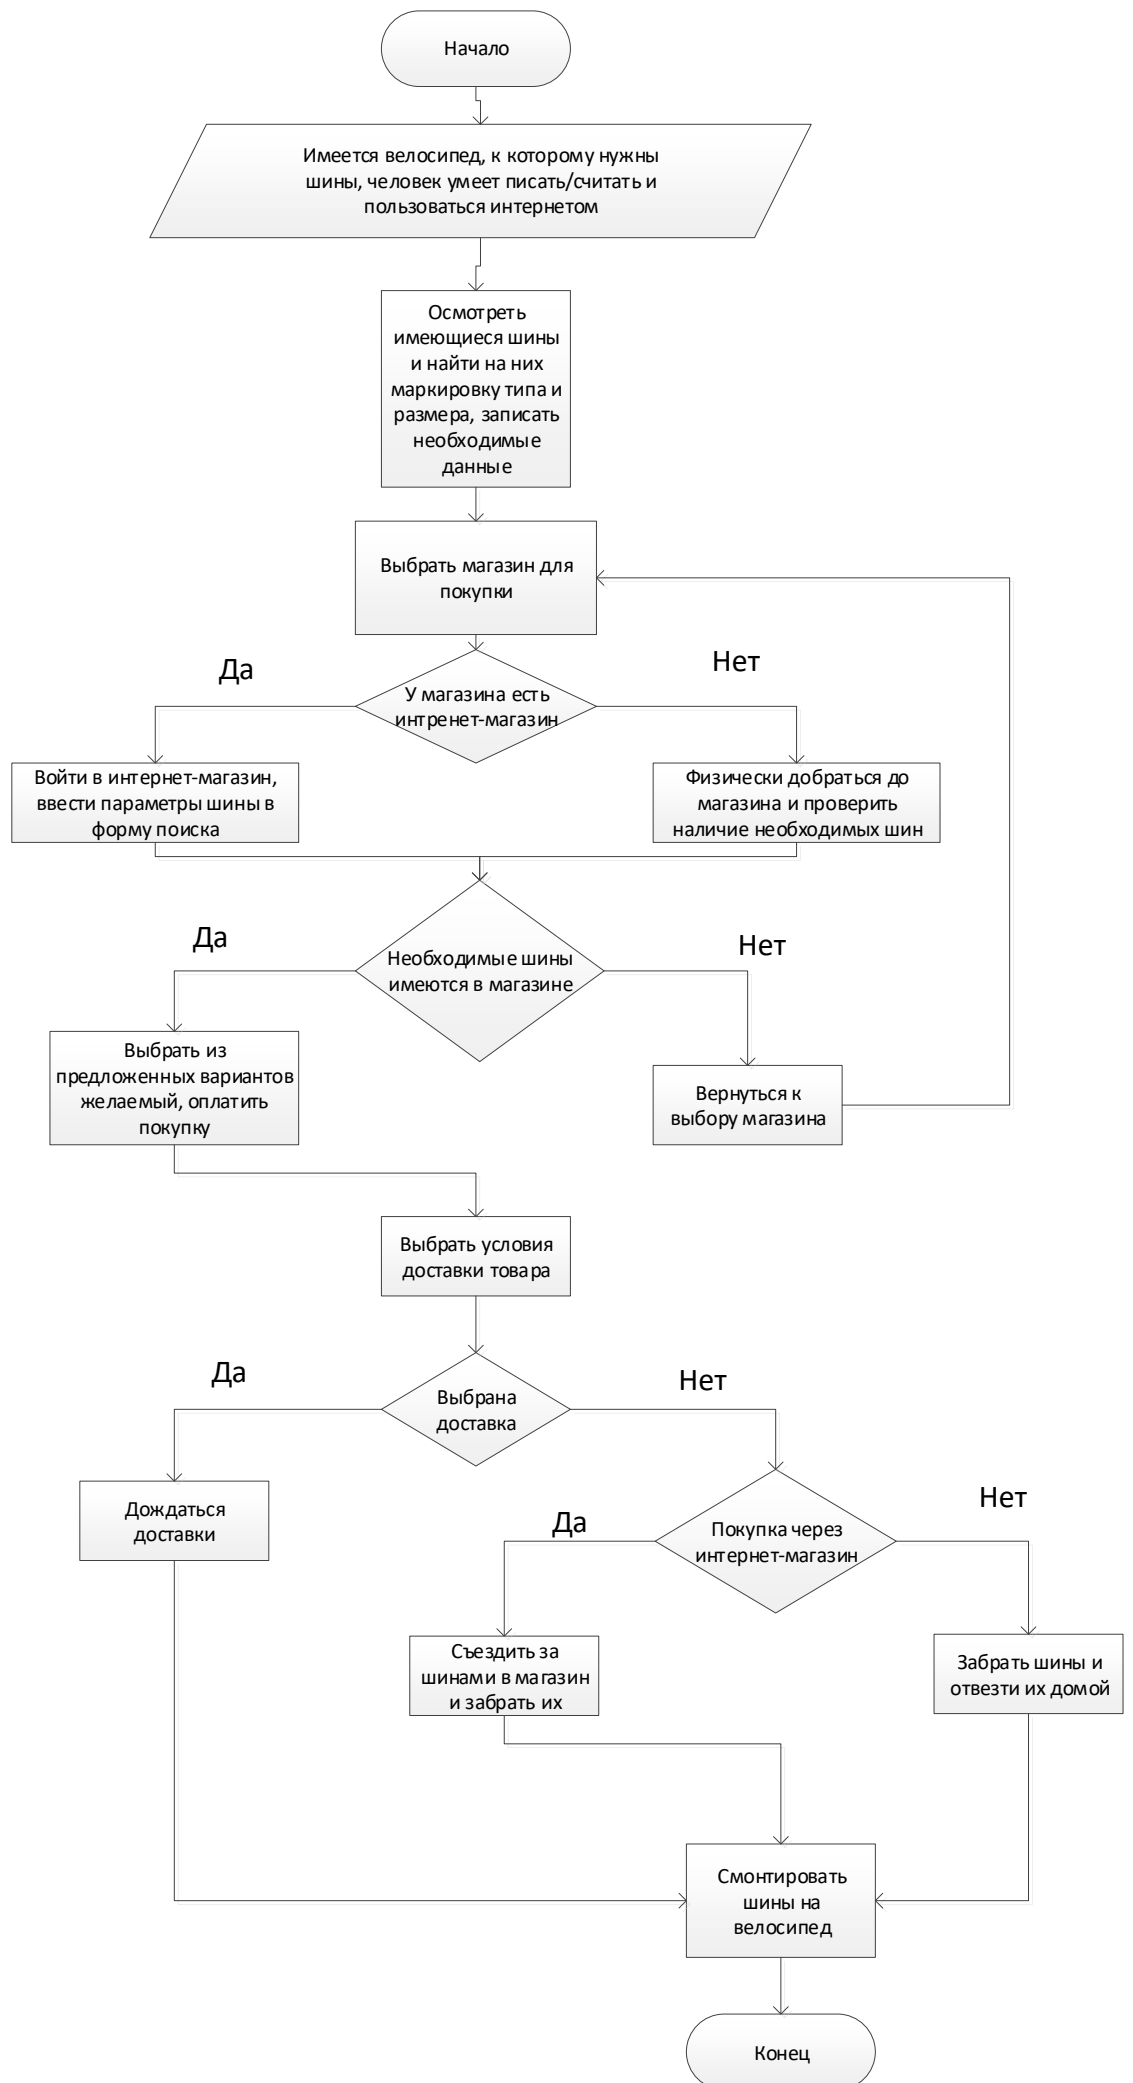 Начало
Имеется велосипед, к которому нужны
шины, человек умеет писать/считать и
пользоваться интернетом
Осмотреть
имеющиеся шины
и найти на них
маркировку типа и
размера, записать
необходимые
данные
Выбрать магазин для
покупки
Да
Нет
У магазина есть
интренет-магазин
Войти в интернет-магазин,
ввести параметры шины в
форму поиска
Физически добраться до
магазина и проверить
наличие необходимых шин
Да
Нет
Необходимые шины
имеются в магазине
Выбрать из
предложенных вариантов
желаемый, оплатить
покупку
Вернуться к
выбору магазина
Выбрать условия
доставки товара
Да
Нет
Выбрана
доставка
Дождаться
доставки
Да
Нет
Покупка через
интернет-магазин
Съездить за
шинами в магазин
и забрать их
Забрать шины и
отвезти их домой
Смонтировать
шины на
велосипед
Конец